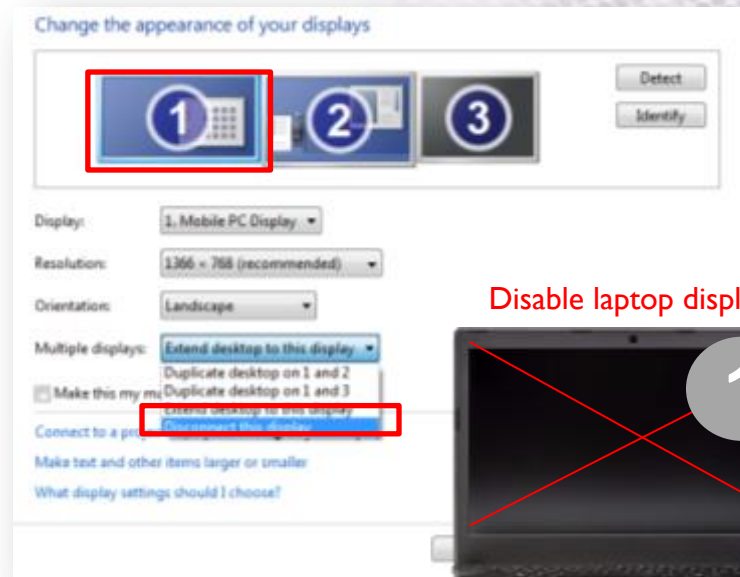 Change the appearance of your displays
1
2
3
Detect
Identify
Display: 1. Mobile PC Display
Resolution: 1366 × 768 (recommended)
Orientation: Landscape
Disable laptop displ
Multiple displays: Extend desktop to this display
Duplicate desktop on 1 and 2
Make this my m
Duplicate desktop on 1 and 3
Extend desktop to this display
Disconnect this display
Connect to a pro
Make text and other items larger or smaller
What display settings should I choose?